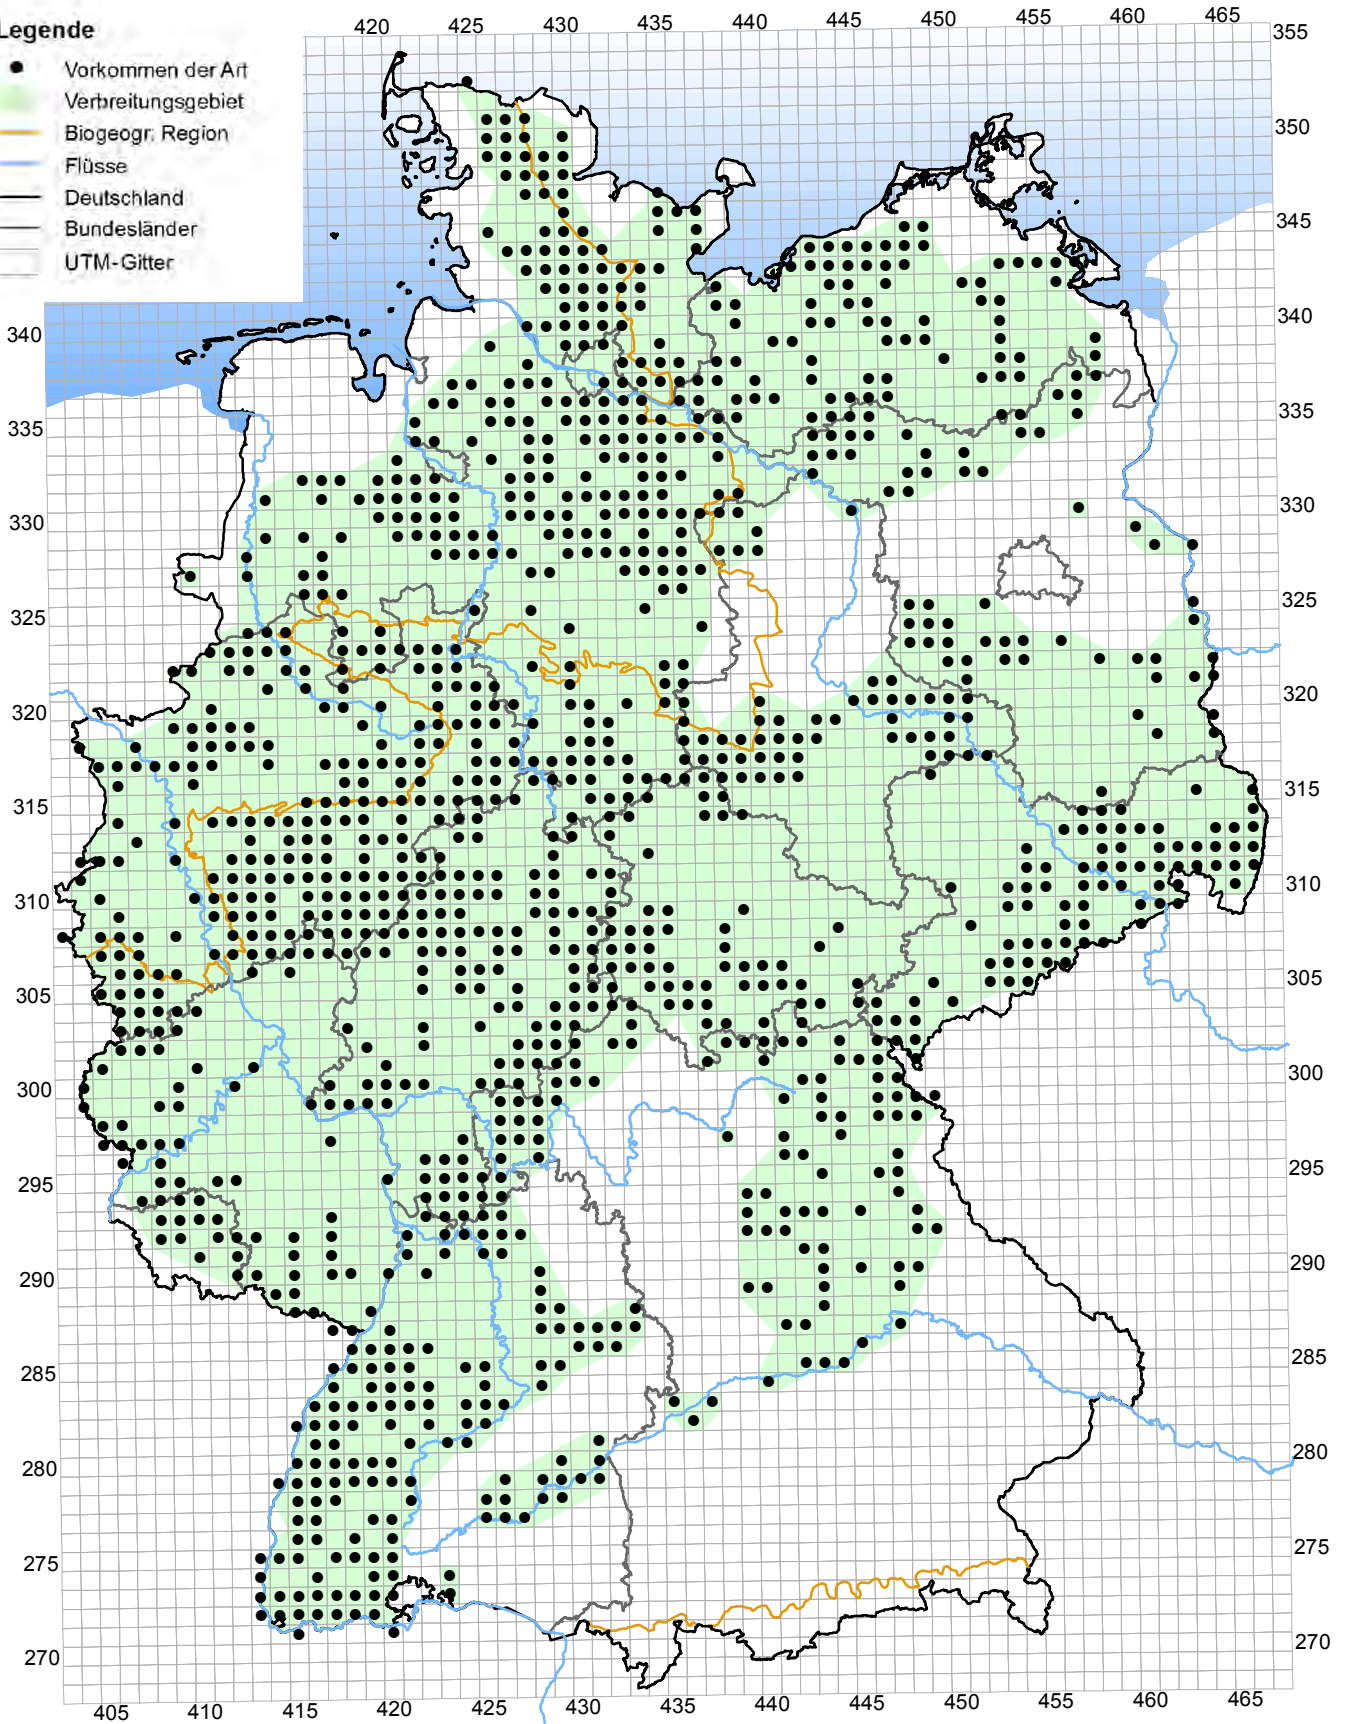 Legende
Vorkommen der Art
Verbreitungsgebiet
Biogeogr. Region
Flüsse
Deutschland
Bundesländer
UTM-Gitter
420 425 430 435 440 445 450 455 460 465
355
350
345
340 340
335 335
330 330
325 325
320 320
315 315
310 310
305 305
300 300
295 295
290 290
285 285
280 280
275 275
270 270
405 410 415 420 425 430 435 440 445 450 455 460 465